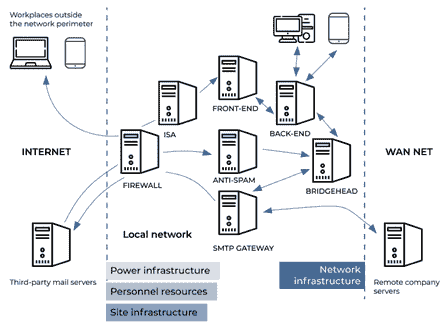 Workplaces outside
the network perimeter
ISA
FRONT-END
BACK-END
INTERNET
FIREWALL
ANTI-SPAM
BRIDGEHEAD
WAN NET
SMTP GATEWAY
Local network
Third-party mail servers
Power infrastructure
Personnel resources
Site infrastructure
Network
infrastructure
Remote company
servers